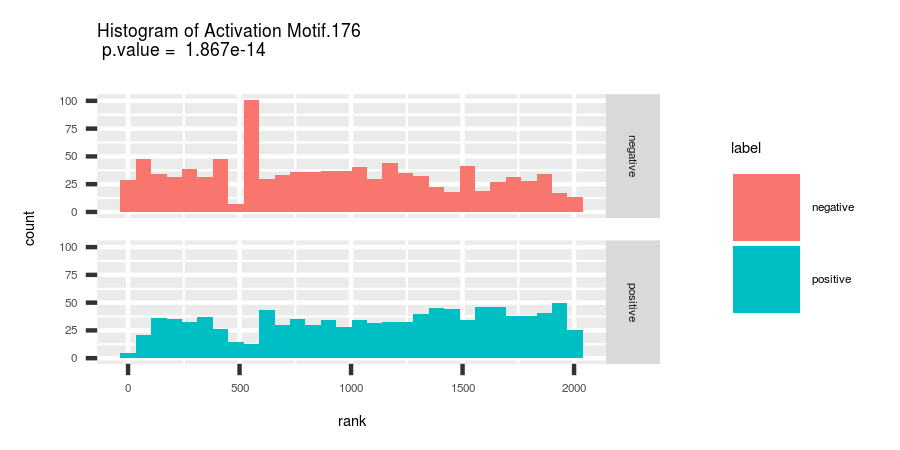 Histogram of Activation Motif.176
p.value =  1.867e-14
100
75
50
25
0
negative
100
75
50
25
0
positive
count
0 500 1000 1500 2000
rank
label
negative
positive